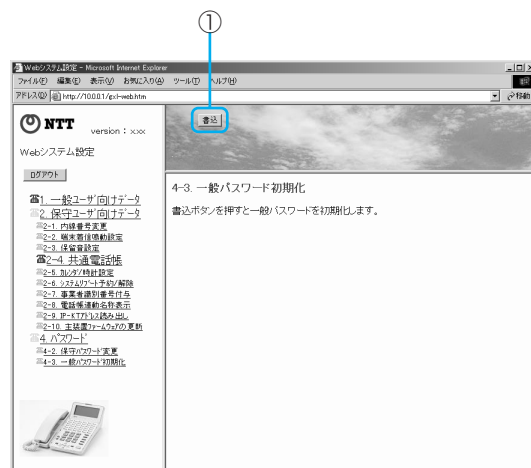 ①
Webシステム設定 - Microsoft Internet Explorer
ファイル(F) 編集(E) 表示(V) お気に入り(A) ツール(T) ヘルプ(H)
アドレス(D) http://10.0.0.1/gxl-web.htm 移動
NTT version : x.xx
書込
Webシステム設定
ログアウト
1. 一般ユーザ向けデータ
2. 保守ユーザ向けデータ
2-1. 内線番号変更
2-2. 端末着信鳴動設定
2-3. 保留音設定
2-4. 共通電話帳
2-5. カレンダ/時計設定
2-6. システムリブート予約/解除
2-7. 事業者識別番号付与
2-8. 電話帳連動名称表示
2-9. IP-KTアドレス読み出し
2-10. 主装置ファームウェアの更新
4. パスワード
4-2. 保守パスワード変更
4-3. 一般パスワード初期化
4-3. 一般パスワード初期化
書込ボタンを押すと一般パスワードを初期化します。